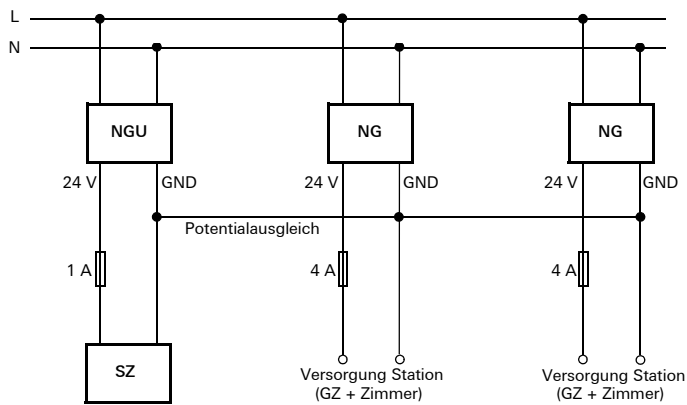 L
N
NGU
NG
NG
24 V
GND
24 V
GND
24 V
GND
Potentialausgleich
1 A
4 A
4 A
SZ
Versorgung Station
(GZ + Zimmer)
Versorgung Station
(GZ + Zimmer)